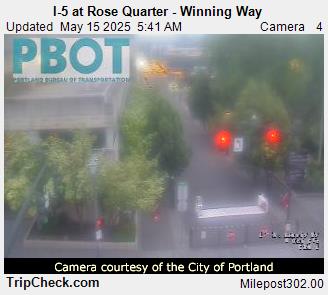 I-5 at Rose Quarter - Winning Way
Updated May 15 2025 5:41 AM Camera 4
PBOT
PORTLAND BUREAU OF TRANSPORTATION
Camera courtesy of the City of Portland
TripCheck.com Milepost302.00